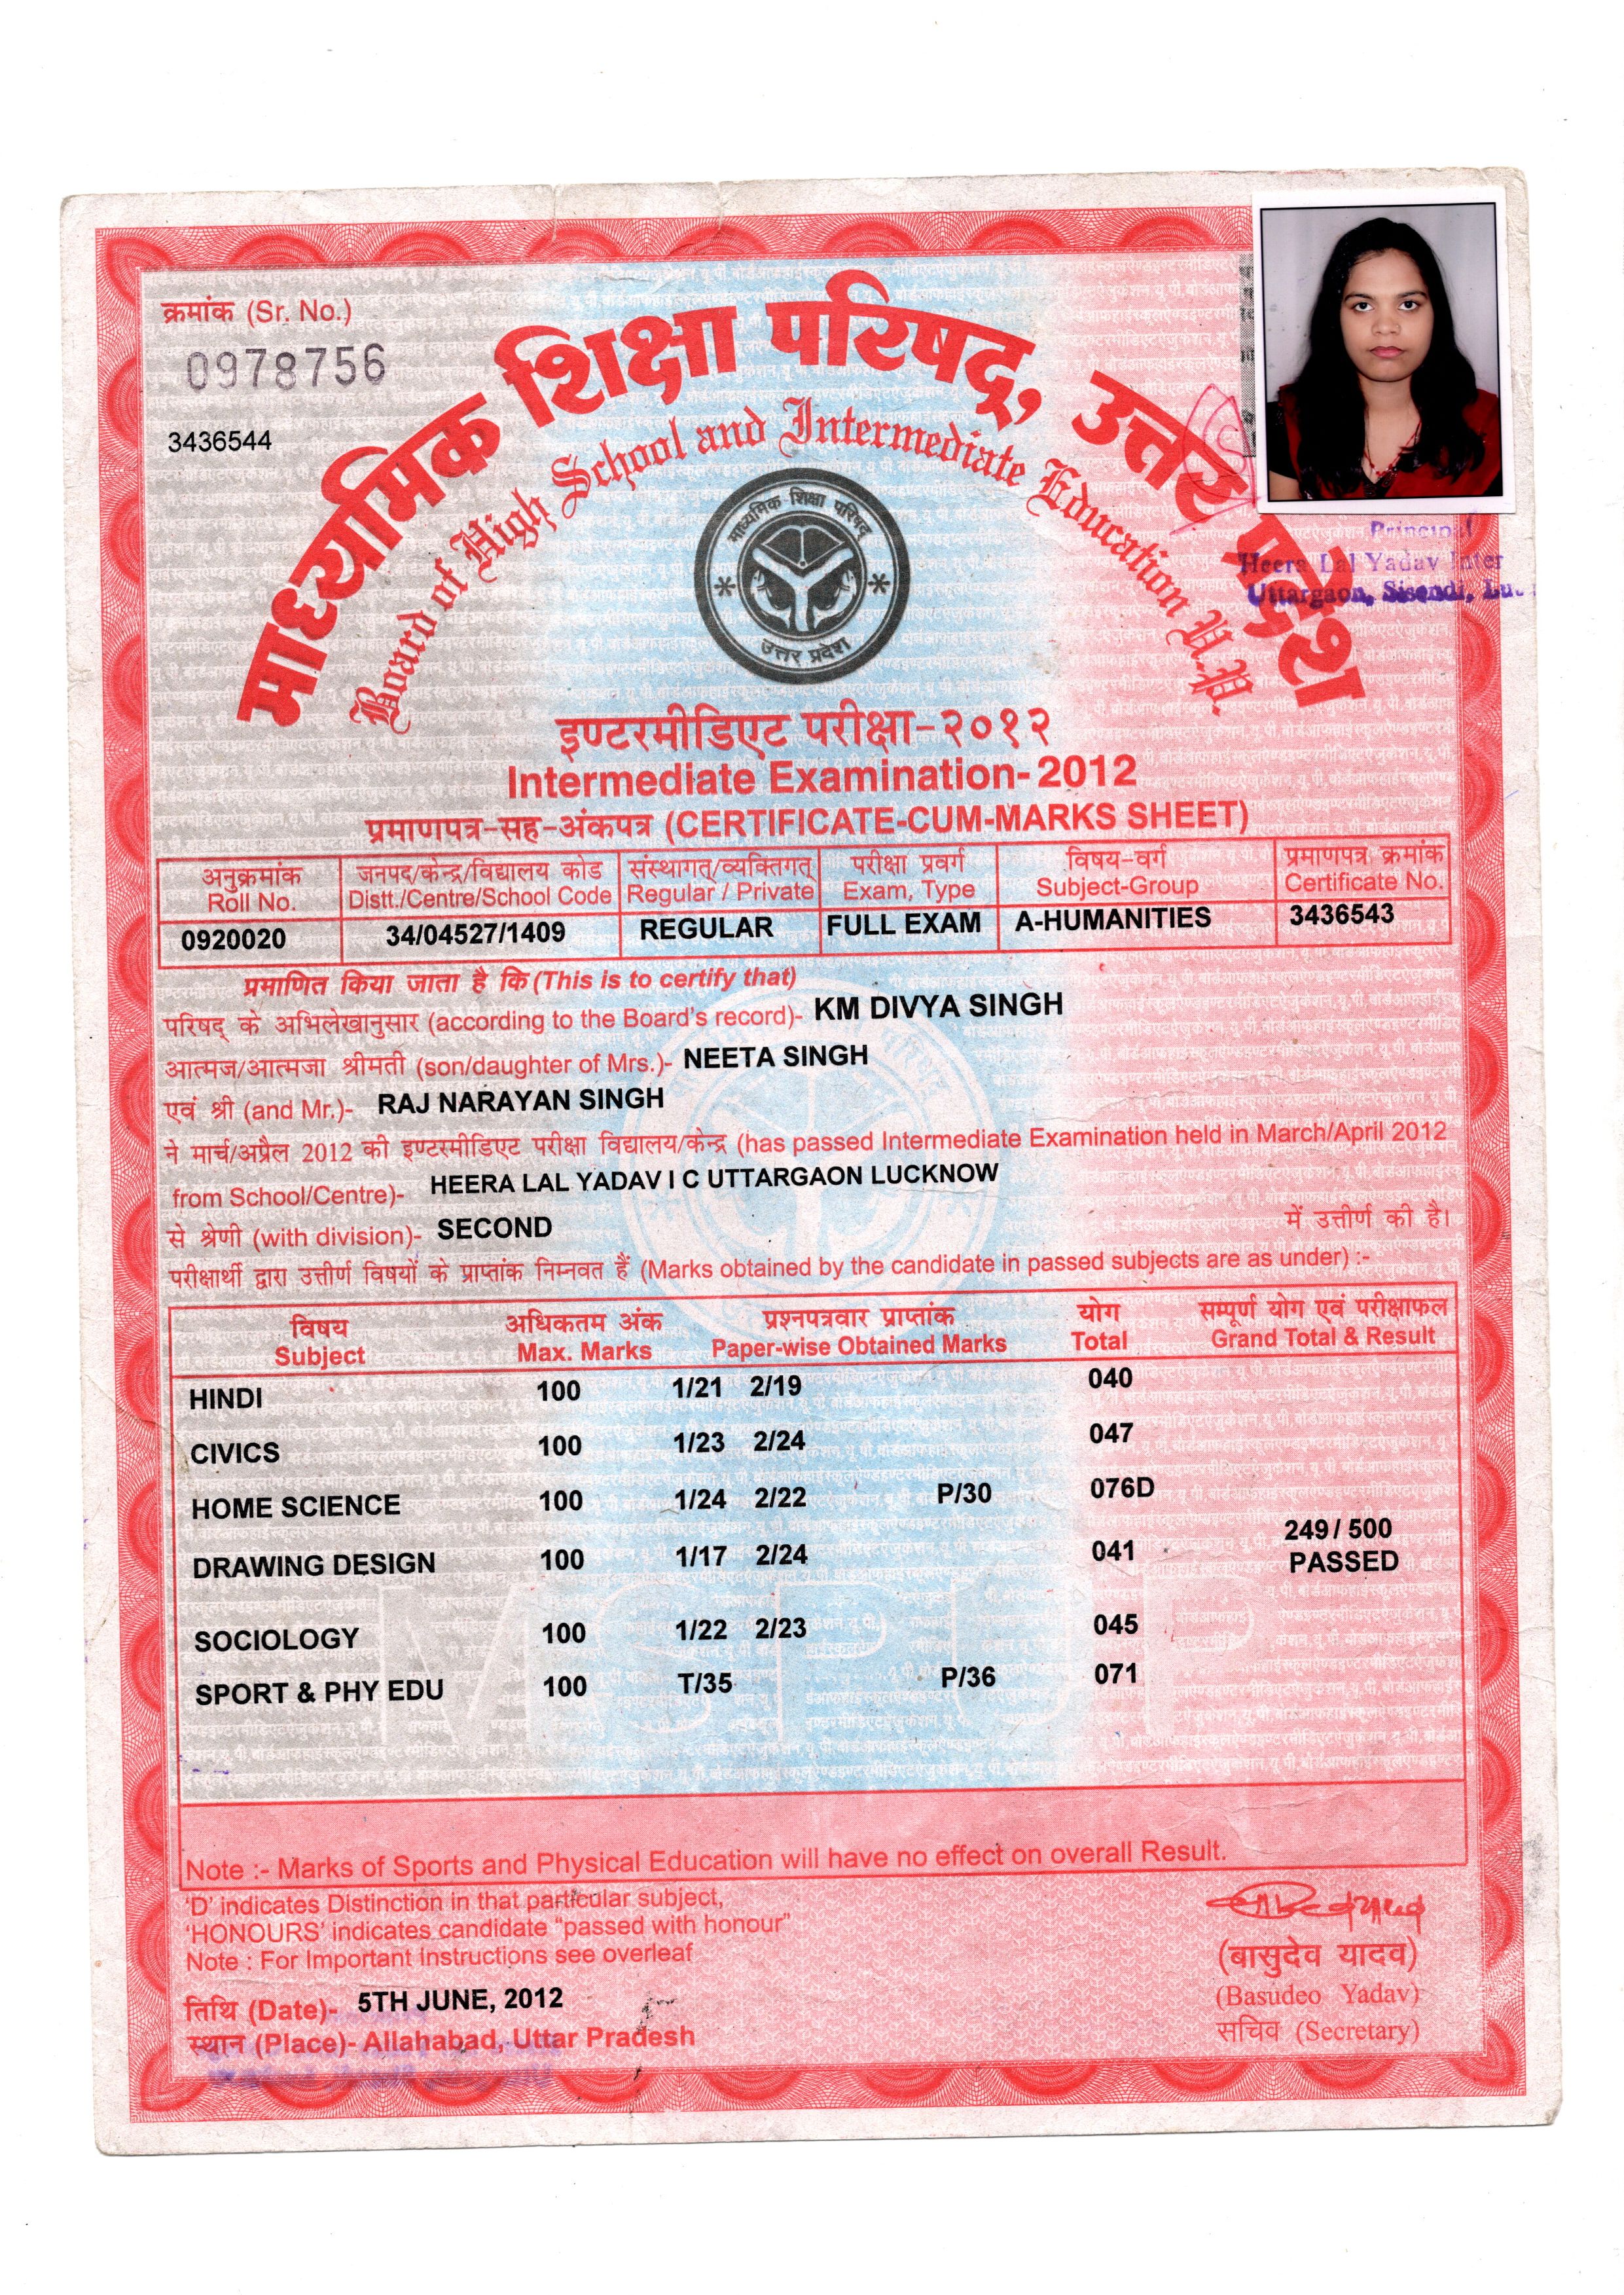 क्रमांक (Sr. No.)
0978756
3436544
माध्यमिक शिक्षा परिषद्, उत्तर प्रदेश
Board of High School and Intermediate Education U.P.
माध्यमिक शिक्षा परिषद्
उत्तर प्रदेश
Heera Lal Yadav Inter
Uttargaon, Sisendi,
इण्टरमीडिएट परीक्षा-२०१२
Intermediate Examination- 2012
प्रमाणपत्र-सह-अंकपत्र (CERTIFICATE-CUM-MARKS SHEET)
अनुक्रमांक जनपद/केन्द्र/विद्यालय कोड संस्थागत्/व्यक्तिगत् परीक्षा प्रवर्ग विषय-वर्ग प्रमाणपत्र क्रमांक
Roll No. Distt./Centre/School Code Regular / Private Exam, Type Subject-Group Certificate No.
0920020 34/04527/1409 REGULAR FULL EXAM A-HUMANITIES 3436543
प्रमाणित किया जाता है कि (This is to certify that)
परिषद् के अभिलेखानुसार (according to the Board's record)- KM DIVYA SINGH
आत्मज/आत्मजा श्रीमती (son/daughter of Mrs.)- NEETA SINGH
एवं श्री (and Mr.)- RAJ NARAYAN SINGH
ने मार्च/अप्रैल 2012 की इण्टरमीडिएट परीक्षा विद्यालय/केन्द्र (has passed Intermediate Examination held in March/April 2012
from School/Centre)- HEERA LAL YADAV I C UTTARGAON LUCKNOW
से श्रेणी (with division)- SECOND में उत्तीर्ण की है।
परीक्षार्थी द्वारा उत्तीर्ण विषयों के प्राप्तांक निम्नवत हैं (Marks obtained by the candidate in passed subjects are as under) :-
विषय अधिकतम अंक प्रश्नपत्रवार प्राप्तांक योग सम्पूर्ण योग एवं परीक्षाफल
Subject Max. Marks Paper-wise Obtained Marks Total Grand Total & Result
HINDI 100 1/21 2/19 040
CIVICS 100 1/23 2/24 047
HOME SCIENCE 100 1/24 2/22 P/30 076D
249 / 500
DRAWING DESIGN 100 1/17 2/24 041 PASSED
SOCIOLOGY 100 1/22 2/23 045
SPORT & PHY EDU 100 T/35 P/36 071
MSPUP
Note :- Marks of Sports and Physical Education will have no effect on overall Result.
'D' indicates Distinction in that particular subject,
'HONOURS' indicates candidate "passed with honour"
Note : For Important Instructions see overleaf
तिथि (Date)- 5TH JUNE, 2012
स्थान (Place)- Allahabad, Uttar Pradesh
(बासुदेव यादव)
(Basudeo Yadav)
सचिव (Secretary)